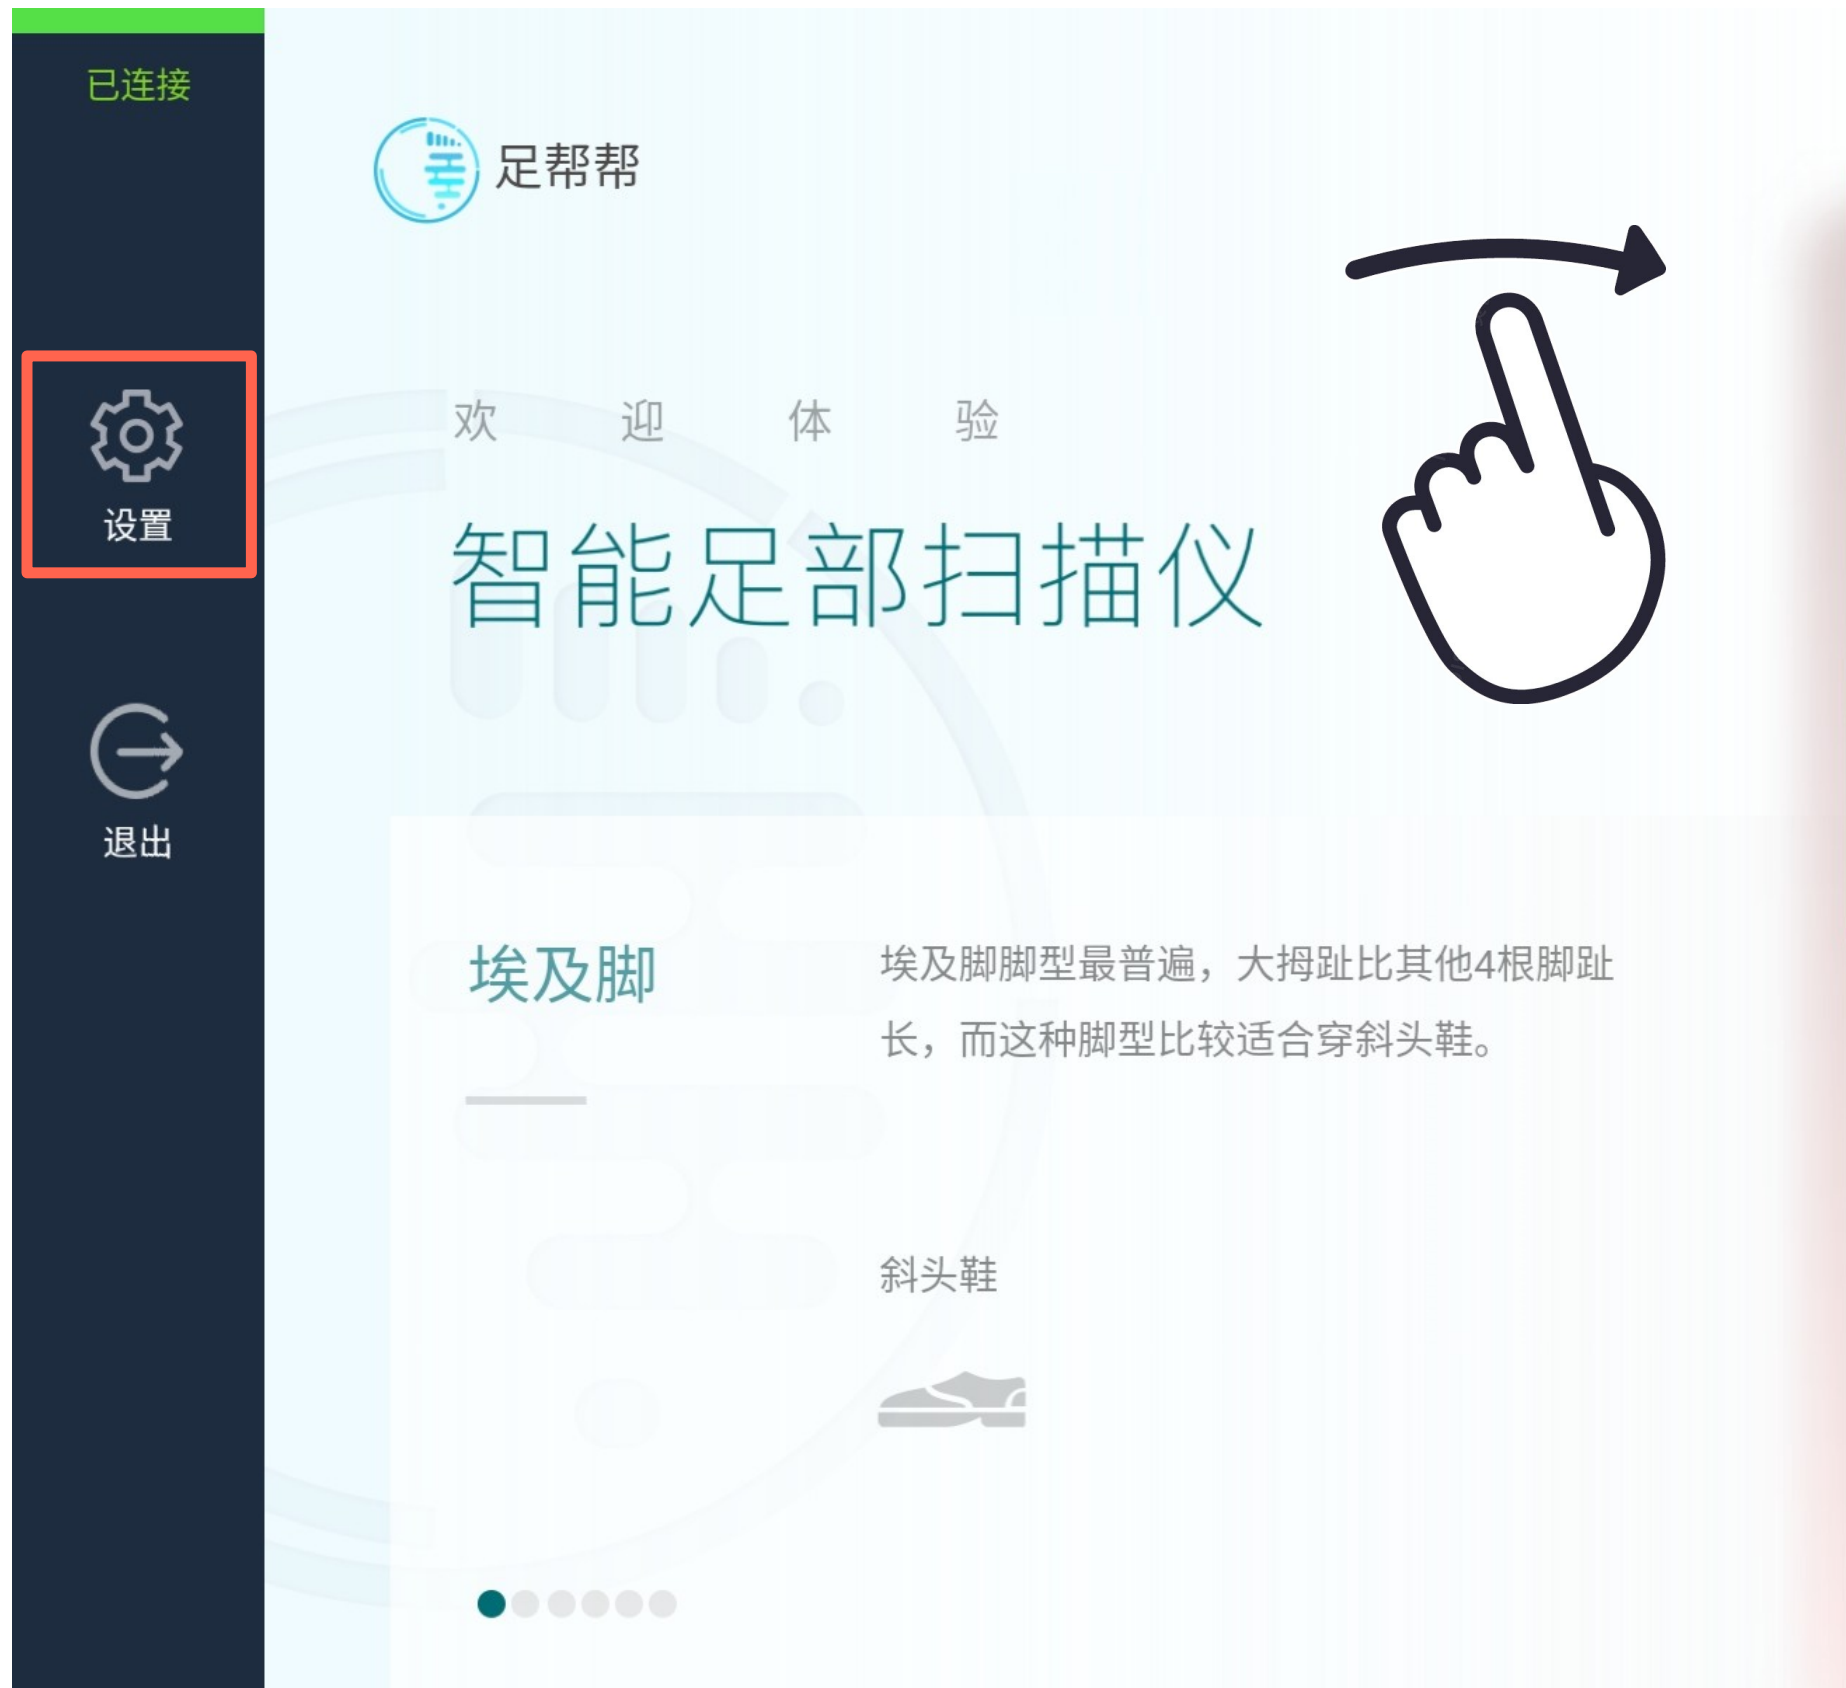 已连接
设置
退出
足帮帮
欢迎体验
智能足部扫描仪
埃及脚
埃及脚脚型最普遍，大拇趾比其他4根脚趾
长，而这种脚型比较适合穿斜头鞋。
斜头鞋